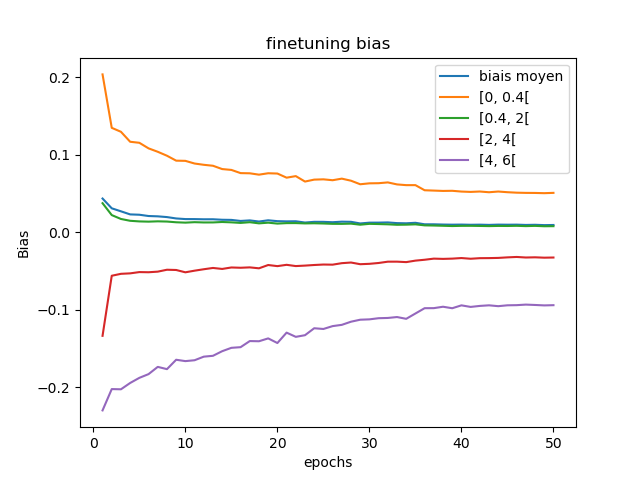 finetuning bias
biais moyen
[0, 0.4[
[0.4, 2[
[2, 4[
[4, 6[
0.2
0.1
0.0
−0.1
−0.2
Bias
0 10 20 30 40 50
epochs